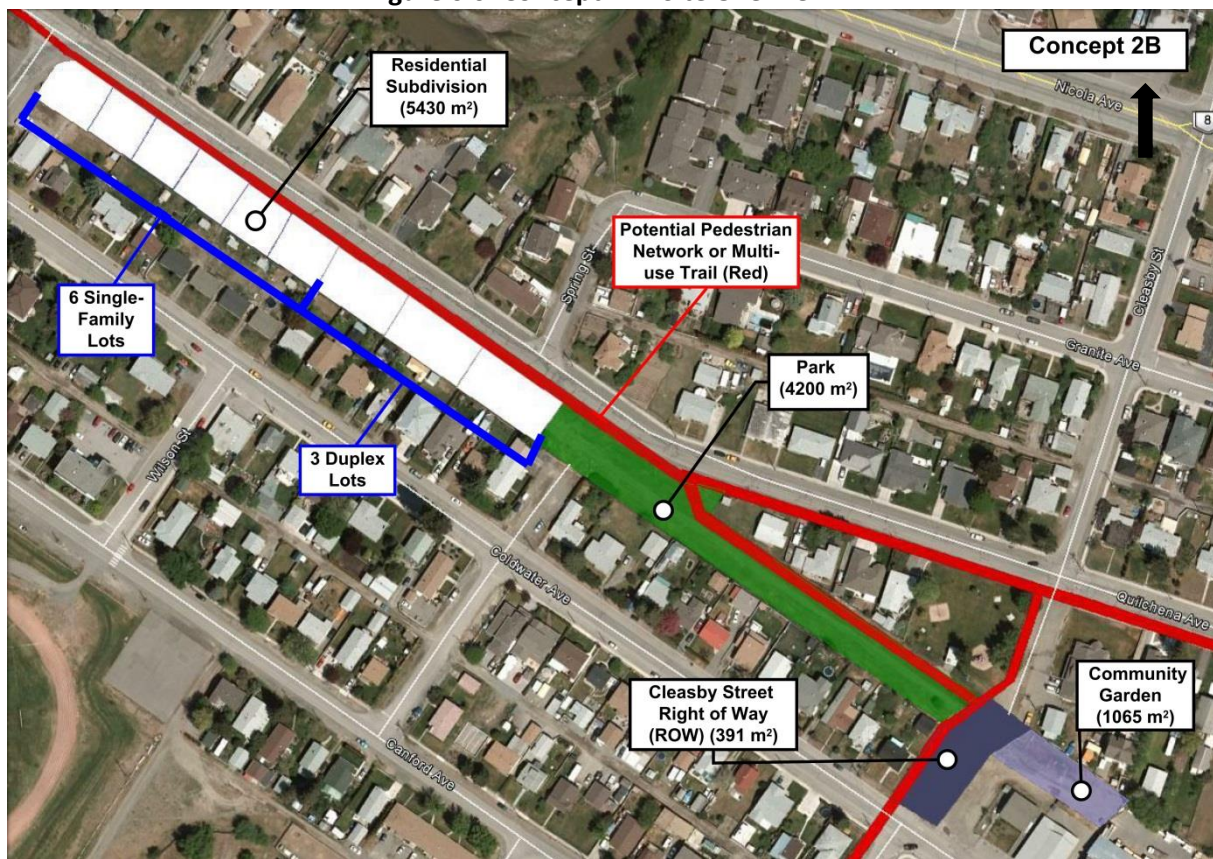 Concept 2B
Nicola Ave
8
Residential
Subdivision
(5430 m²)
Cleasby St
Spring St
Potential Pedestrian
Network or Multi-
use Trail (Red)
6 Single-
Family
Lots
Granite Ave
Park
(4200 m²)
Wilson St
3 Duplex
Lots
Coldwater Ave
Quilchena Ave
Cleasby Street
Right of Way
(ROW) (391 m²)
Community
Garden
(1065 m²)
Canford Ave